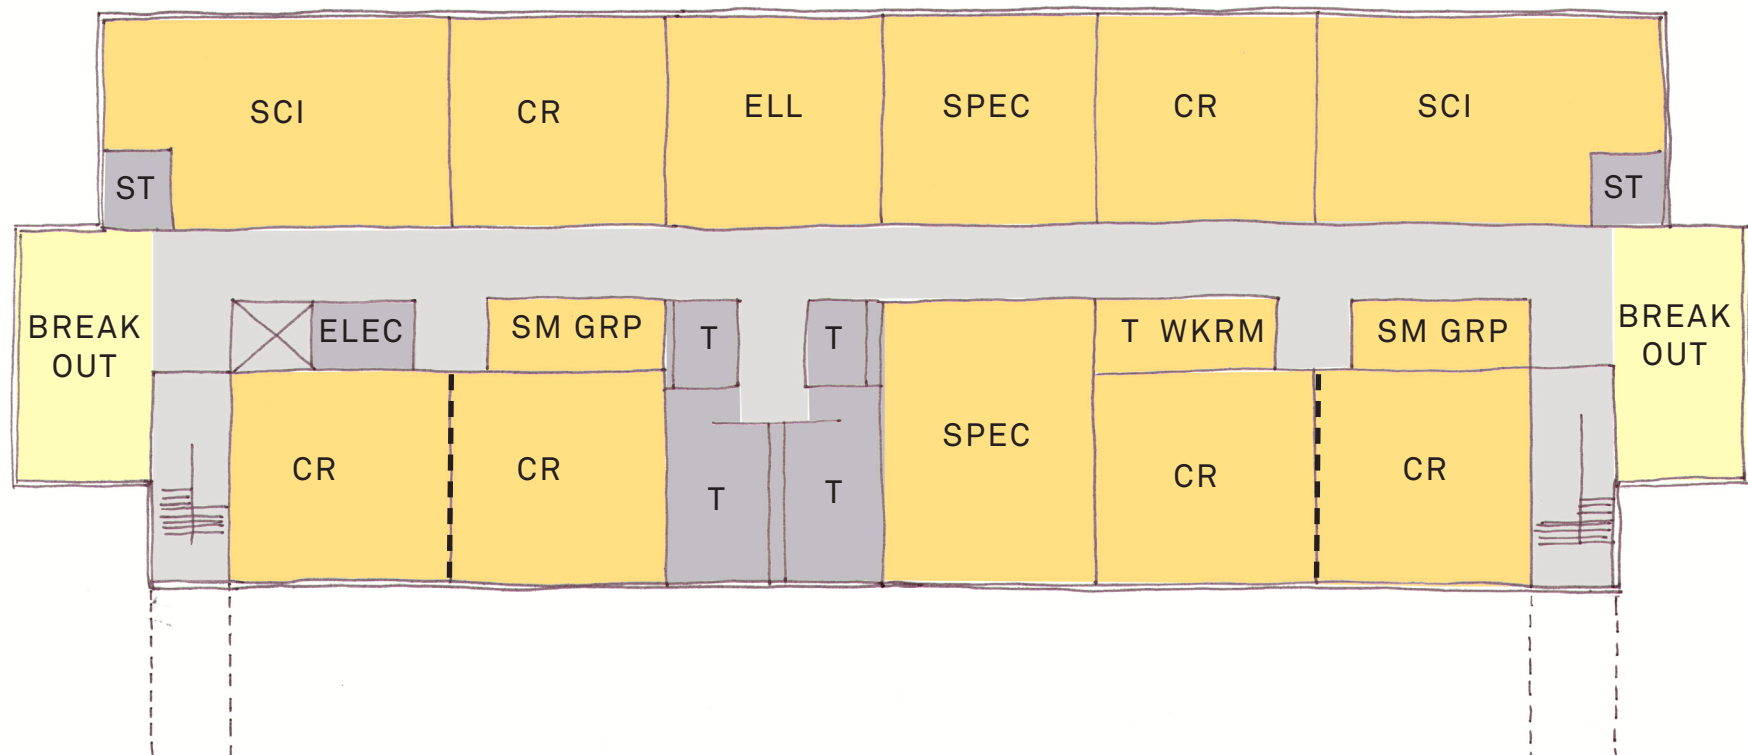 SCI
CR
ELL
SPEC
CR
SCI
ST
ST
BREAK
OUT
ELEC
SM GRP
T
T
T WKRM
SM GRP
BREAK
OUT
CR
CR
T
T
SPEC
CR
CR